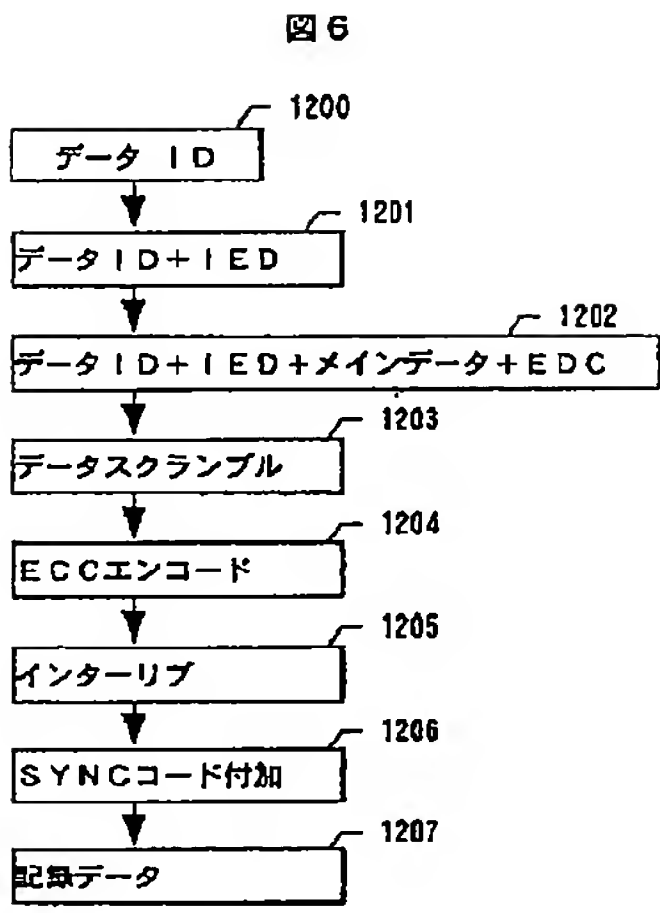 図6
1200
データ ID
1201
データID+IED
1202
データID+IED+メインデータ+EDC
1203
データスクランブル
1204
ECCエンコード
1205
インターリブ
1206
SYNCコード付加
1207
記録データ